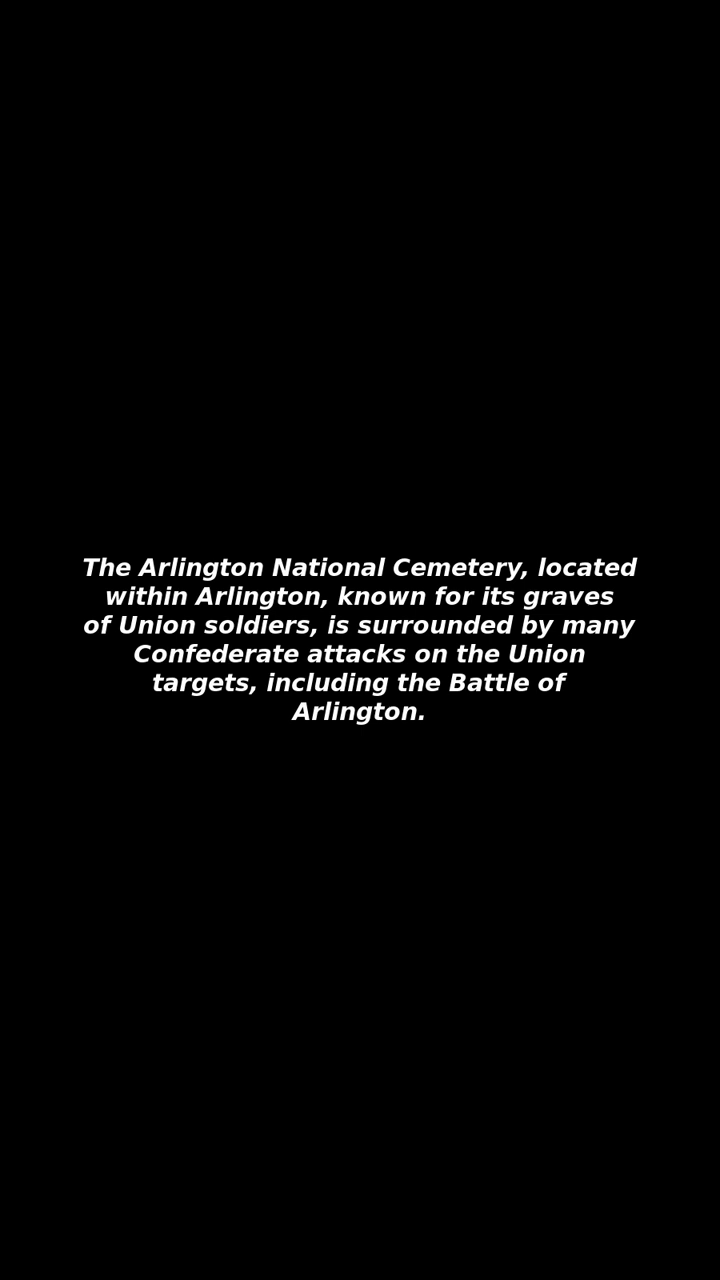 The Arlington National Cemetery, located
within Arlington, known for its graves
of Union soldiers, is surrounded by many
Confederate attacks on the Union
targets, including the Battle of
Arlington.